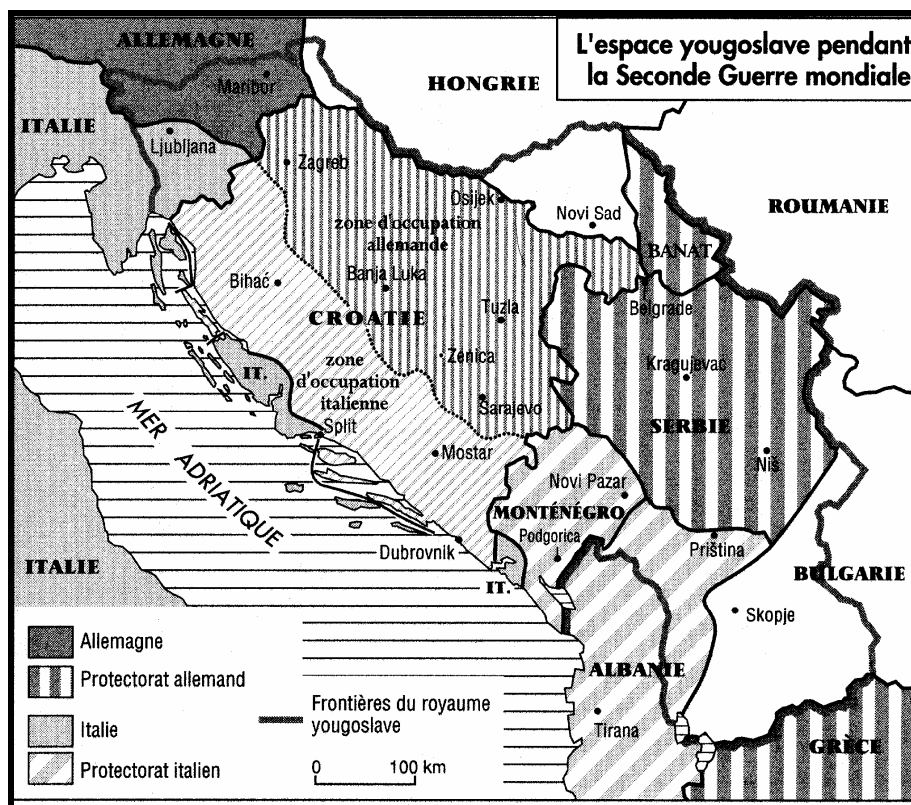 L'espace yougoslave pendant
la Seconde Guerre mondiale
ALLEMAGNE
Maribor
HONGRIE
ITALIE
Ljubljana
Zagreb
Osijek
Novi Sad
ROUMANIE
zone d'occupation
allemande
BANAT
Bihać
Banja Luka
Belgrade
CROATIE
Tuzla
Zenica
Kragujevac
zone
d'occupation
italienne
IT.
Sarajevo
SERBIE
Split
Mostar
Niš
MER ADRIATIQUE
Novi Pazar
MONTÉNÉGRO
Podgorica
Priština
Dubrovnik
ITALIE
IT.
BULGARIE
Skopje
ALBANIE
Tirana
GRÈCE
Allemagne
Protectorat allemand
Italie
Protectorat italien
Frontières du royaume
yougoslave
0 100 km